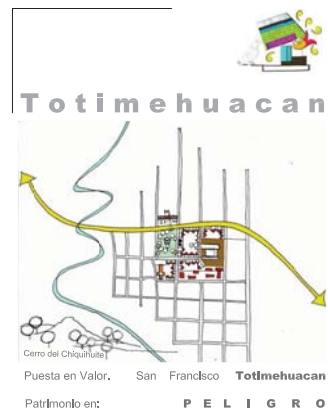 Totimehuacan
Cerro del Chiquihuite
Puesta en Valor. San Francisco Totimehuacan
Patrimonio en: PELIGRO